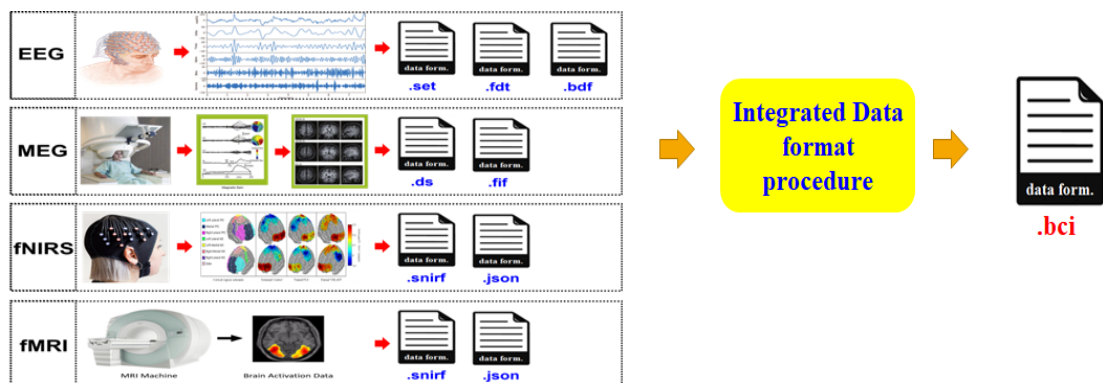 EEG
data form.
data form.
data form.
.set
.fdt
.bdf
MEG
data form.
data form.
.ds
.fif
fNIRS
data form.
data form.
.snirf
.json
fMRI
MRI Machine
Brain Activation Data
data form.
data form.
.snirf
.json
Integrated Data
format
procedure
data form.
.bci